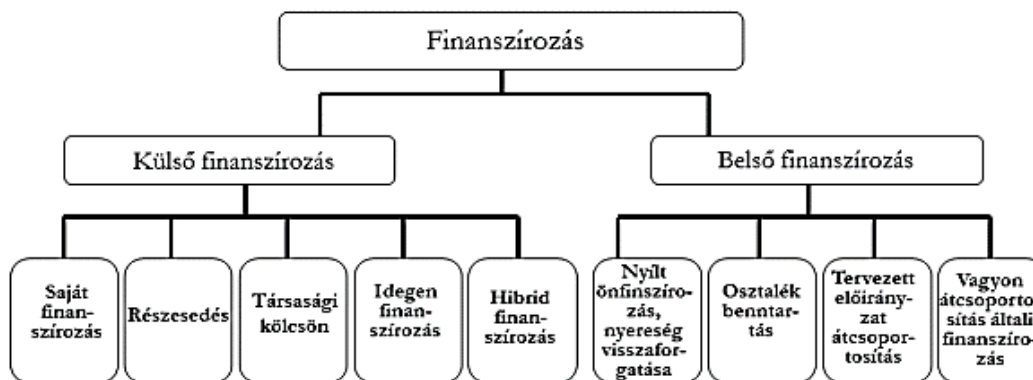 Finanszírozás
Külső finanszírozás
Belső finanszírozás
Saját
finan-
szírozás
Részesedés
Társasági
kölcsön
Idegen
finan-
szírozás
Hibrid
finan-
szírozás
Nyílt
önfinszíro-
zás,
nyereség
visszafor-
gatása
Osztalék
benntar-
tás
Tervezett
előirány-
zat
átcsopor-
tosítás
Vagyon
átcsoporto
sítás általi
finanszíro-
zás